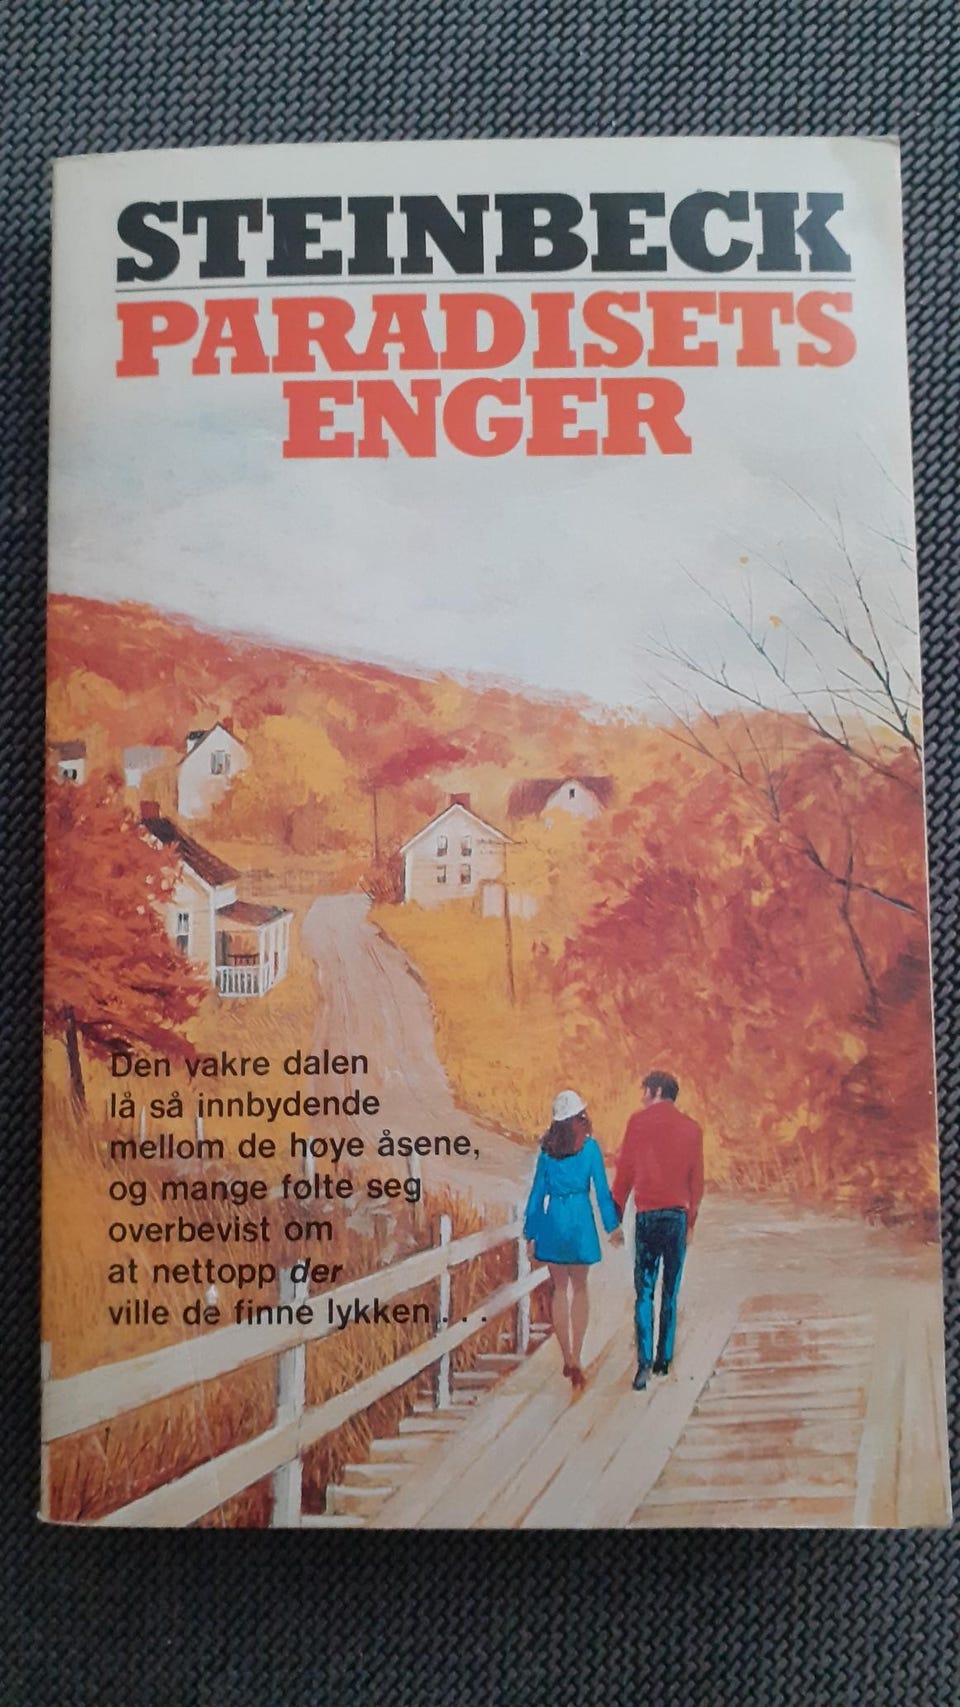 STEINBECK
PARADISETS
ENGER
Den vakre dalen
lå så innbydende
mellom de høye åsene,
og mange følte seg
overbevist om
at nettopp der
ville de finne lykken . . .